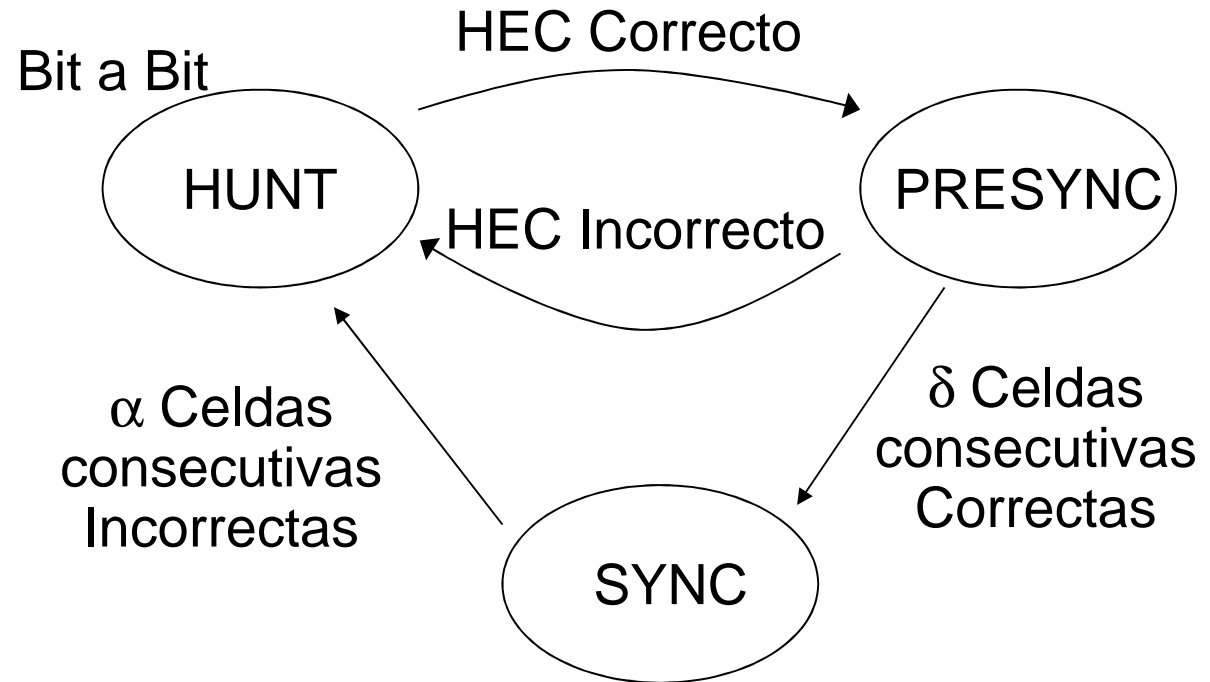 HEC Correcto
Bit a Bit
HUNT
PRESYNC
HEC Incorrecto
α Celdas
consecutivas
Incorrectas
δ Celdas
consecutivas
Correctas
SYNC